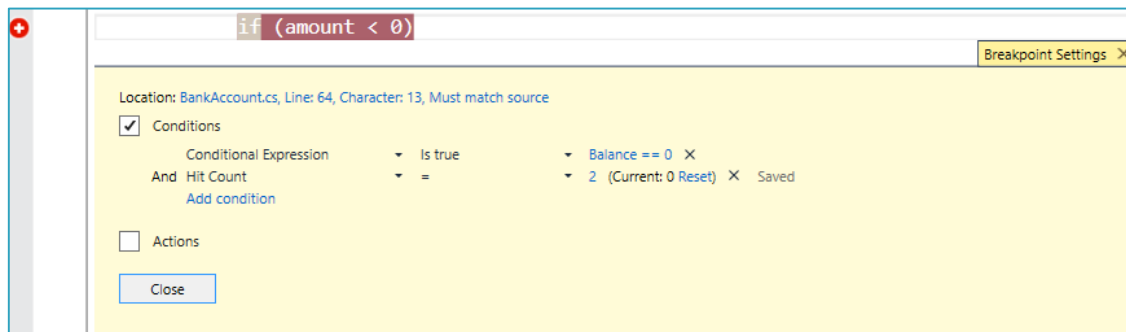 if (amount < 0)
Breakpoint Settings
Location: BankAccount.cs, Line: 64, Character: 13, Must match source
Conditions
Conditional Expression Is true Balance == 0
And Hit Count = 2 (Current: 0 Reset) Saved
Add condition
Actions
Close